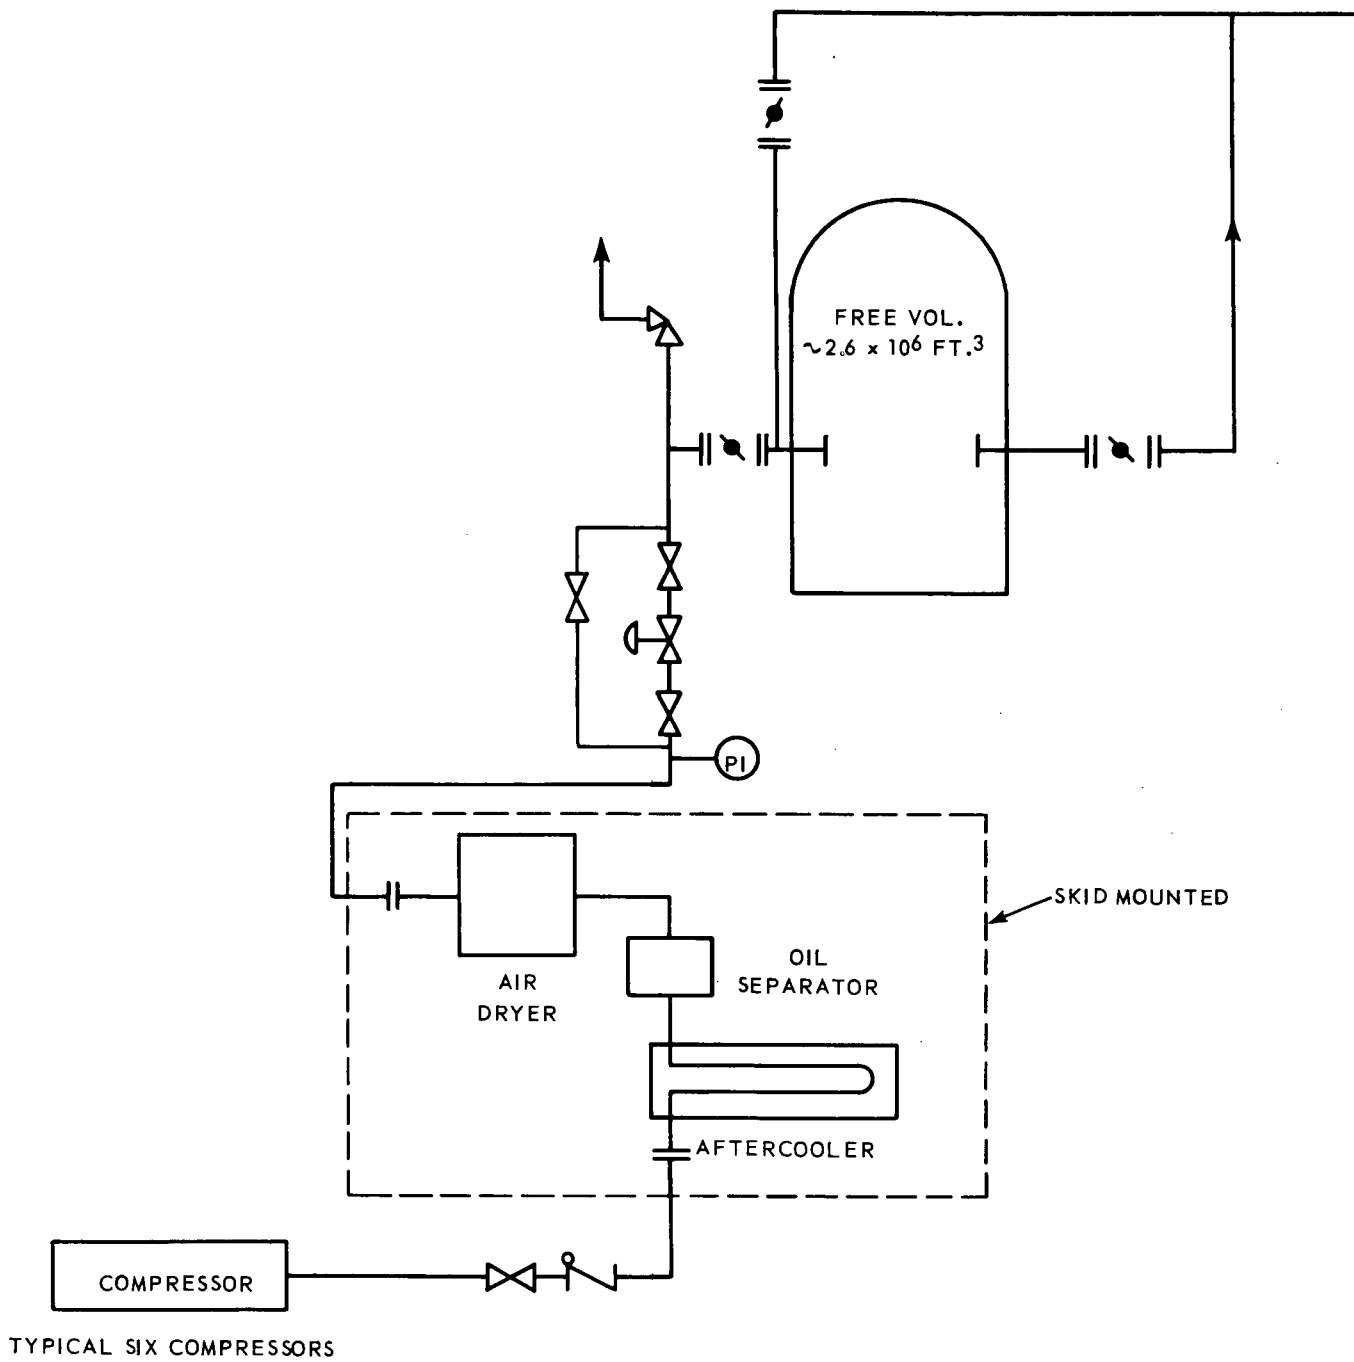 FREE VOL.
~2.6 × 10⁶ FT.³
PI
SKID MOUNTED
OIL
SEPARATOR
AIR
DRYER
AFTERCOOLER
COMPRESSOR
TYPICAL SIX COMPRESSORS